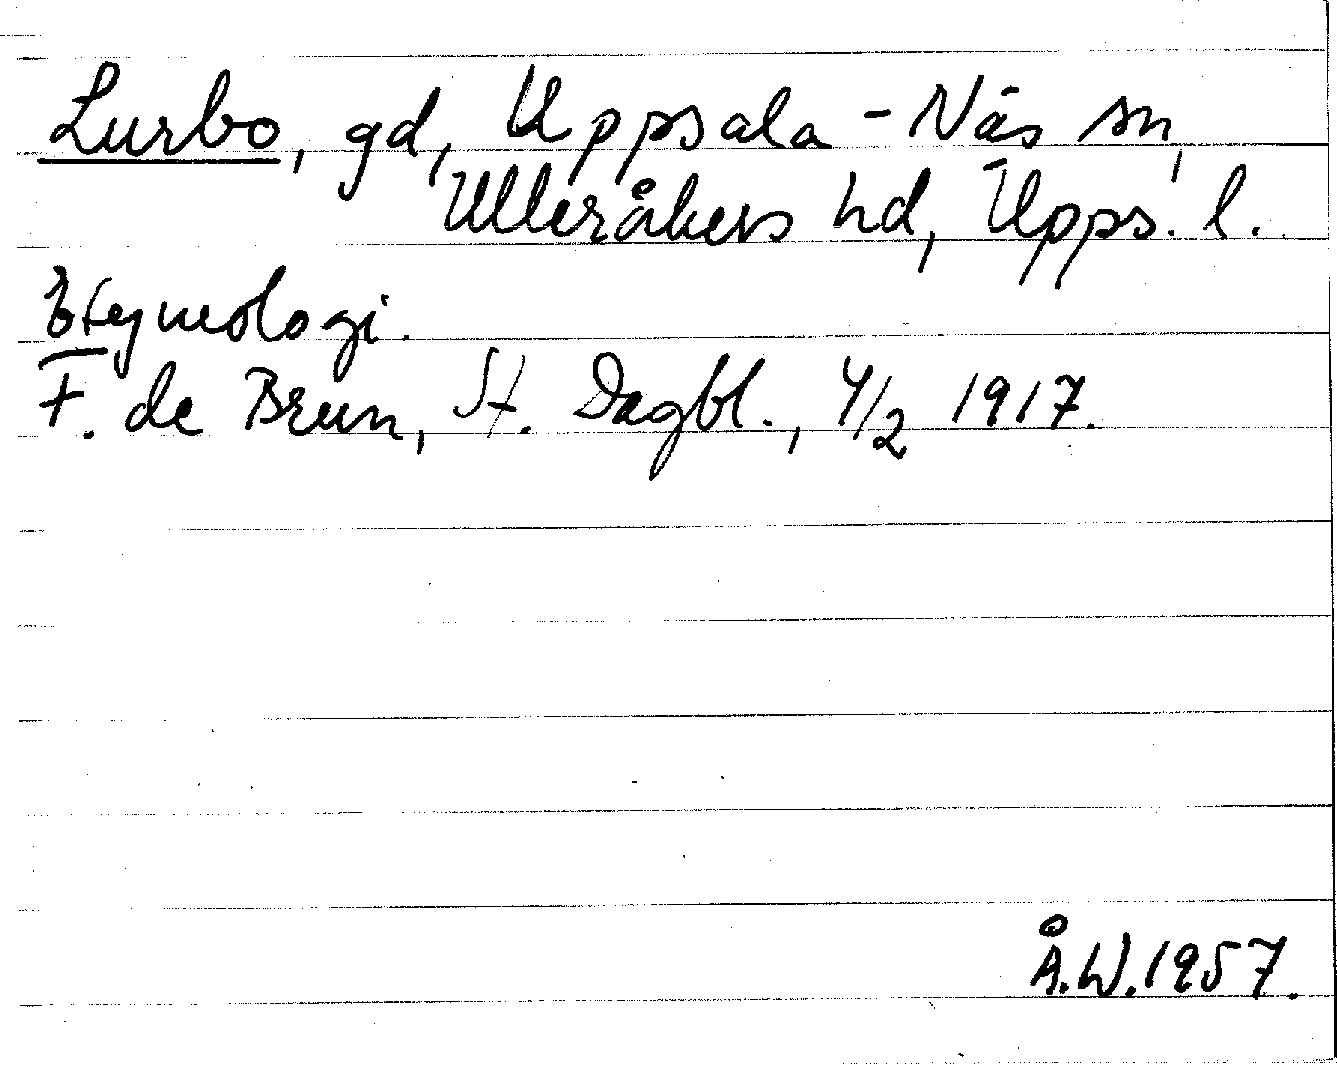 Lurbo, gd, Uppsala-Näs sn,
Ulleråkers hd, Upps. l.
Etymologi.
F. de Brun, St. Dagbl., 4/2 1917.
Å.W. 1957.